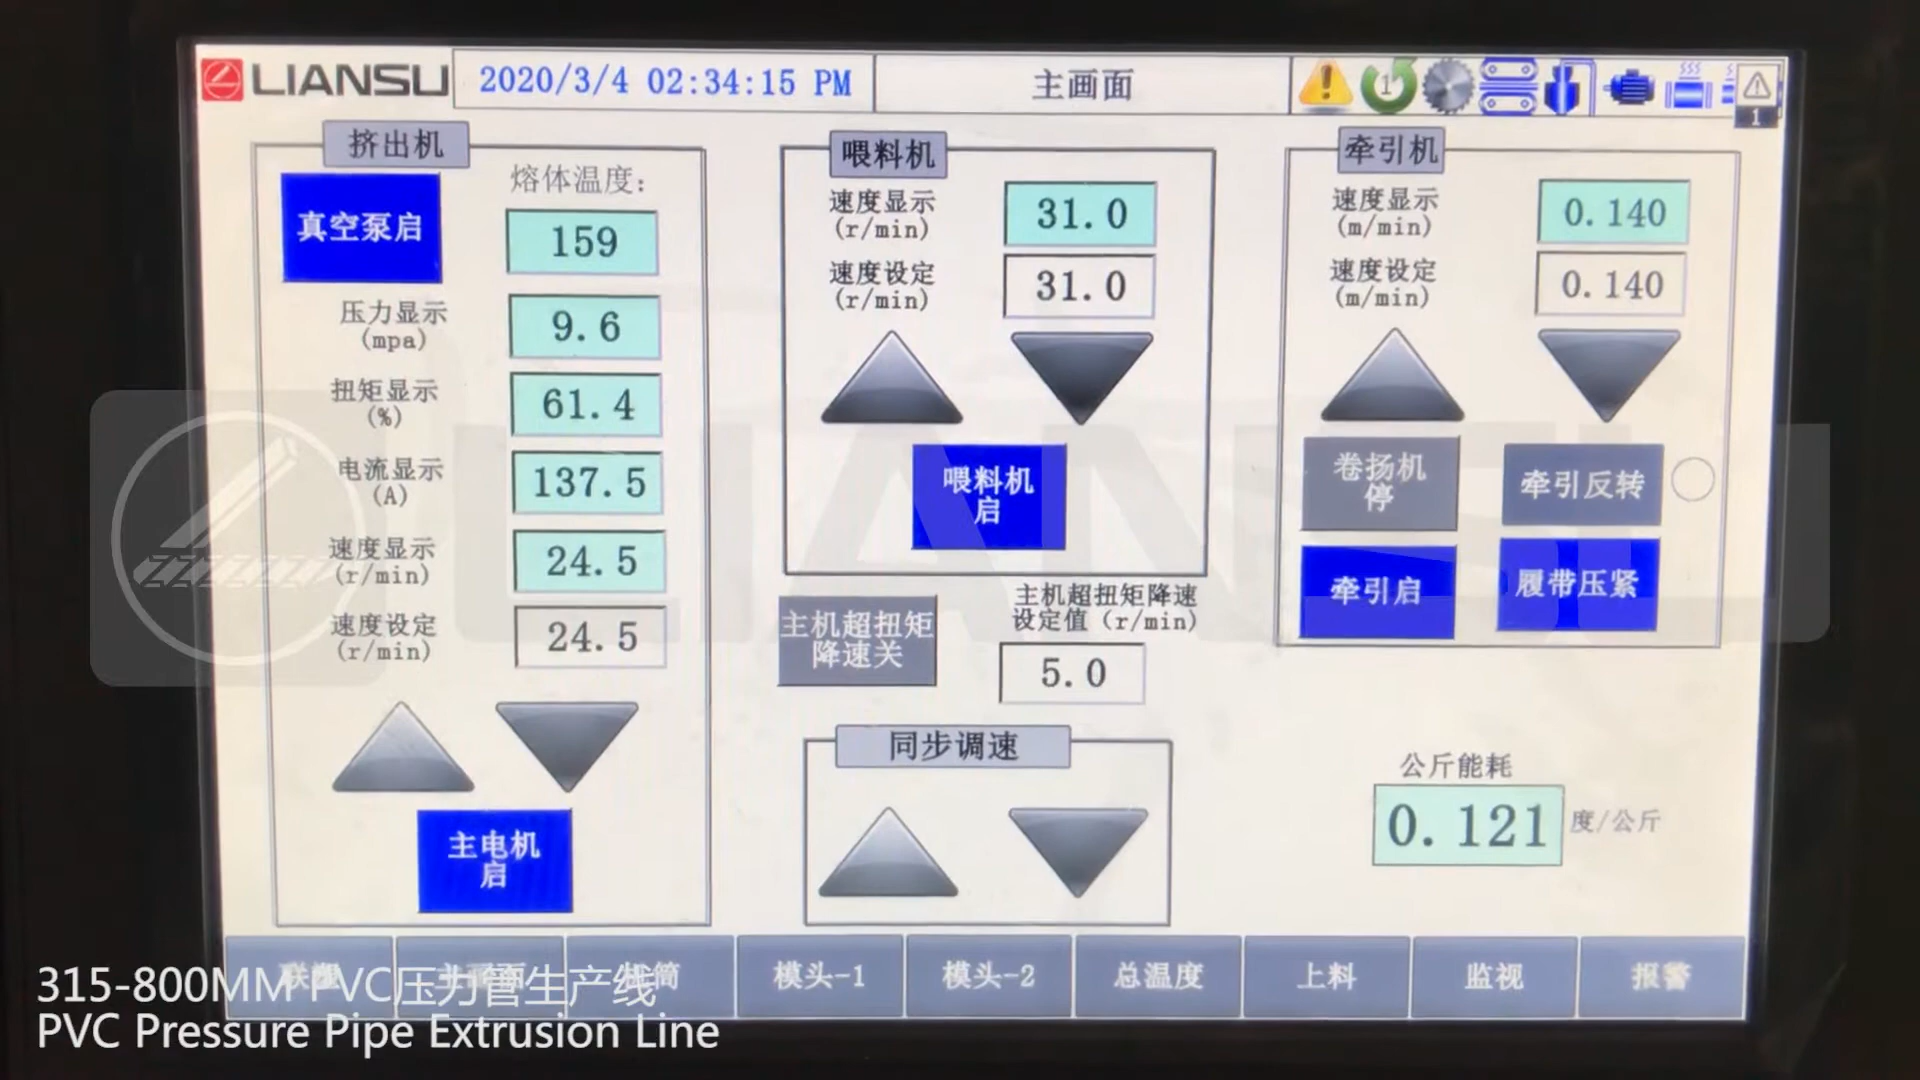 LIANSU
2020/3/4 02:34:15 PM
主画面
1
1
挤出机
真空泵启
熔体温度:
159
压力显示
(mpa)
9.6
扭矩显示
(%)
61.4
电流显示
(A)
137.5
速度显示
(r/min)
24.5
速度设定
(r/min)
24.5
主电机
启
喂料机
速度显示
(r/min)
31.0
速度设定
(r/min)
31.0
喂料机
启
主机超扭矩
降速关
主机超扭矩降速
设定值(r/min)
5.0
同步调速
牵引机
速度显示
(m/min)
0.140
速度设定
(m/min)
0.140
卷扬机
停
牵引反转
牵引启
履带压紧
公斤能耗
0.121 度/公斤
LIANSU
模头-1
模头-2
总温度
上料
监视
报警
315-800MM PVC压力管生产线
PVC Pressure Pipe Extrusion Line